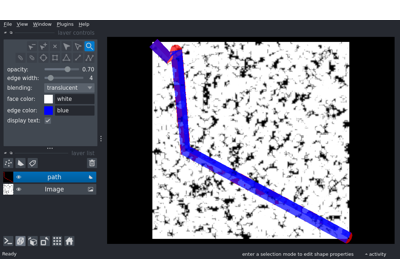 File View Window Plugins Help
layer controls
opacity: 0.70
edge width: 4
blending: translucent
face color: white
edge color: blue
display text:
layer list
path
Image
Ready enter a selection mode to edit shape properties activity